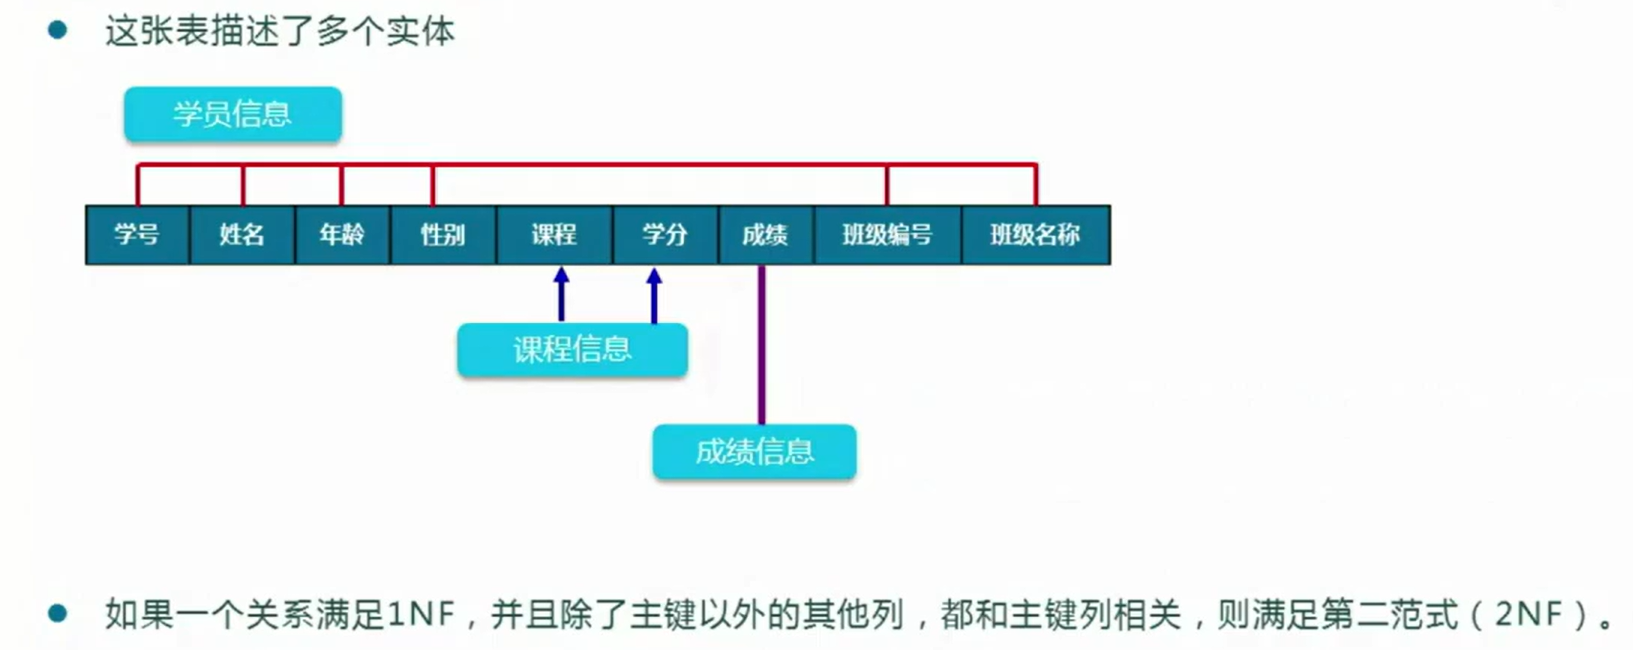 这张表描述了多个实体
学员信息
学号 姓名 年龄 性别 课程 学分 成绩 班级编号 班级名称
课程信息
成绩信息
如果一个关系满足1NF，并且除了主键以外的其他列，都和主键列相关，则满足第二范式（2NF）。